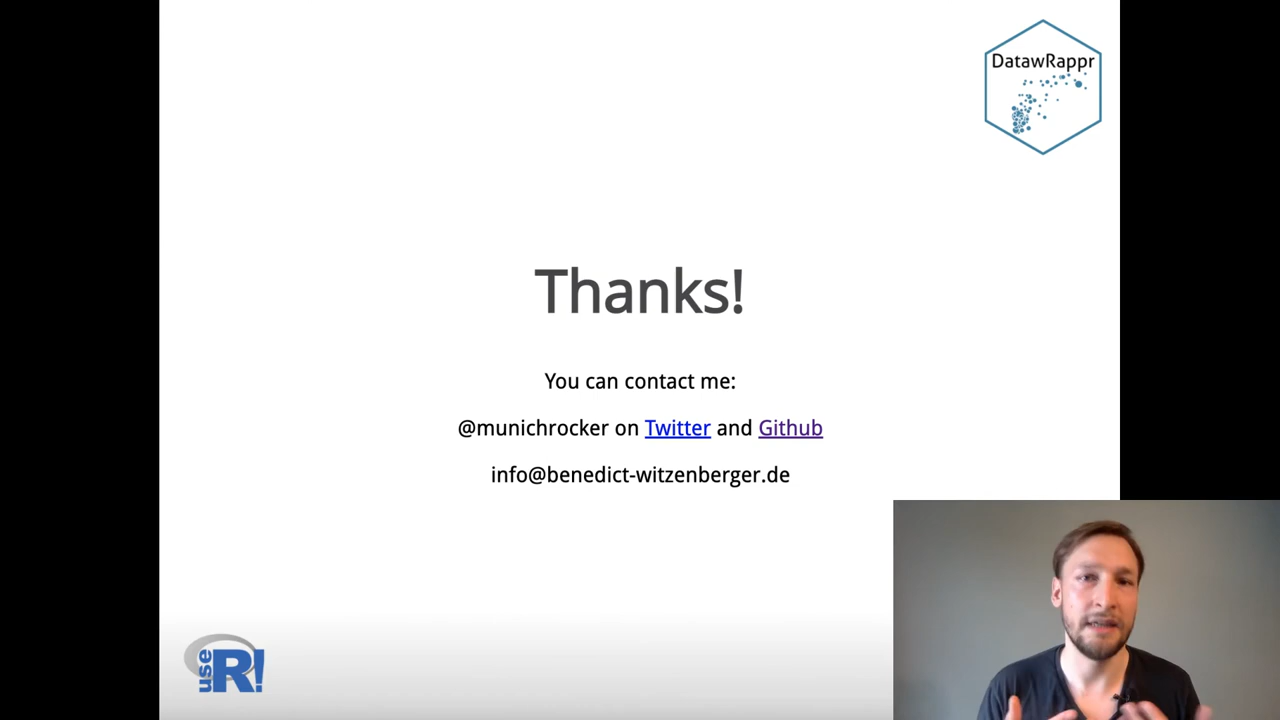 DatawRappr
Thanks!
You can contact me:
@munichrocker on Twitter and Github
info@benedict-witzenberger.de
use R!